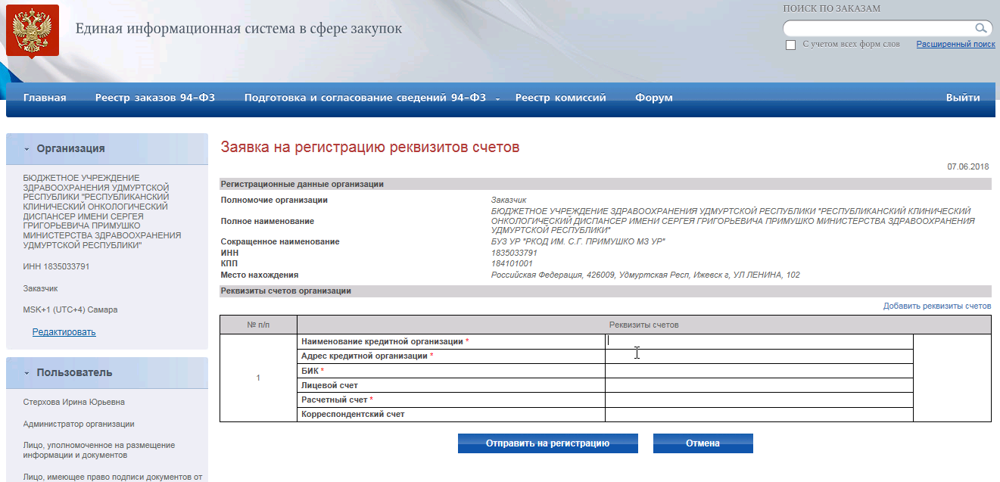 Единая информационная система в сфере закупок
ПОИСК ПО ЗАКАЗАМ
С учетом всех форм слов
Расширенный поиск
Главная
Реестр заказов 94-ФЗ
Подготовка и согласование сведений 94-ФЗ
Реестр комиссий
Форум
Выйти
Организация
БЮДЖЕТНОЕ УЧРЕЖДЕНИЕ
ЗДРАВООХРАНЕНИЯ УДМУРТСКОЙ
РЕСПУБЛИКИ "РЕСПУБЛИКАНСКИЙ
КЛИНИЧЕСКИЙ ОНКОЛОГИЧЕСКИЙ
ДИСПАНСЕР ИМЕНИ СЕРГЕЯ
ГРИГОРЬЕВИЧА ПРИМУШКО
МИНИСТЕРСТВА ЗДРАВООХРАНЕНИЯ
УДМУРТСКОЙ РЕСПУБЛИКИ"
ИНН 1835033791
Заказчик
MSK+1 (UTC+4) Самара
Редактировать
Пользователь
Стерхова Ирина Юрьевна
Администратор организации
Лицо, уполномоченное на размещение
информации и документов
Лицо, имеющее право подписи документов от
Заявка на регистрацию реквизитов счетов
07.06.2018
Регистрационные данные организации
Полномочие организации
Заказчик
Полное наименование
БЮДЖЕТНОЕ УЧРЕЖДЕНИЕ ЗДРАВООХРАНЕНИЯ УДМУРТСКОЙ РЕСПУБЛИКИ "РЕСПУБЛИКАНСКИЙ КЛИНИЧЕСКИЙ
ОНКОЛОГИЧЕСКИЙ ДИСПАНСЕР ИМЕНИ СЕРГЕЯ ГРИГОРЬЕВИЧА ПРИМУШКО МИНИСТЕРСТВА ЗДРАВООХРАНЕНИЯ
УДМУРТСКОЙ РЕСПУБЛИКИ"
Сокращенное наименование
БУЗ УР "РКОД ИМ. С.Г. ПРИМУШКО МЗ УР"
ИНН
1835033791
КПП
184101001
Место нахождения
Российская Федерация, 426009, Удмуртская Респ, Ижевск г, УЛ ЛЕНИНА, 102
Реквизиты счетов организации
Добавить реквизиты счетов
№ п/п
Реквизиты счетов
1
Наименование кредитной организации *
Адрес кредитной организации *
БИК *
Лицевой счет
Расчетный счет *
Корреспондентский счет
Отправить на регистрацию
Отмена